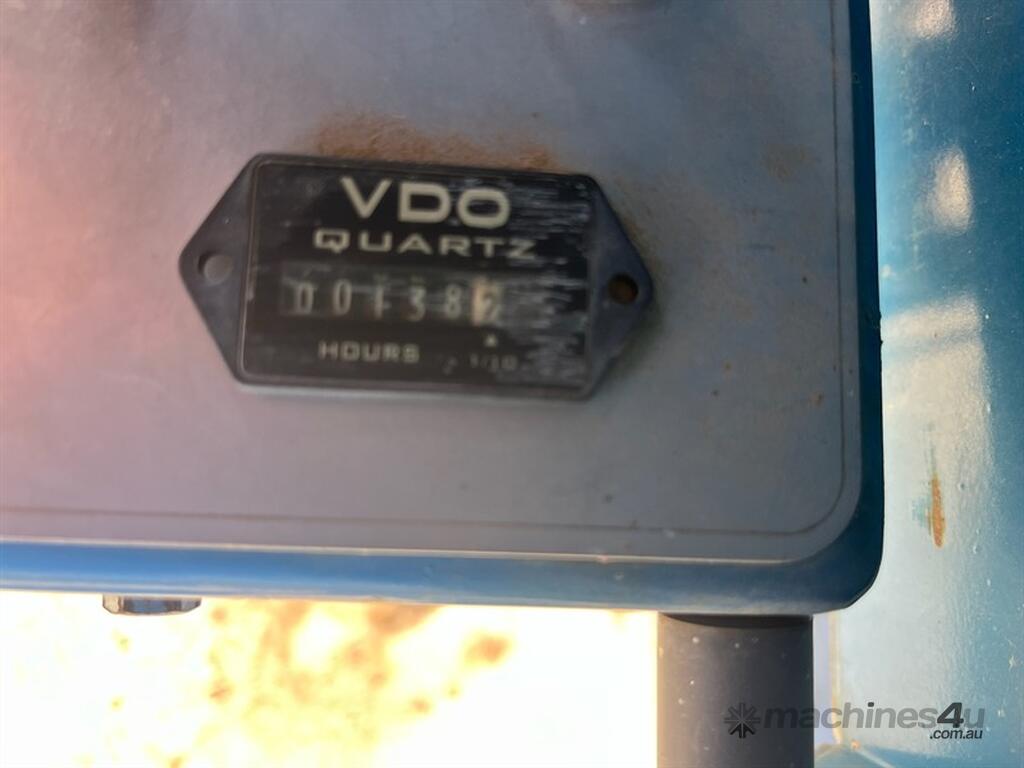 VDO
QUARTZ
00138
HOURS 1/10
machines4u
.com.au